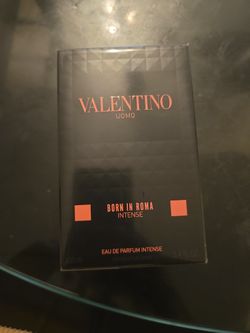 VALENTINO
UOMO
BORN IN ROMA
INTENSE
EAU DE PARFUM INTENSE